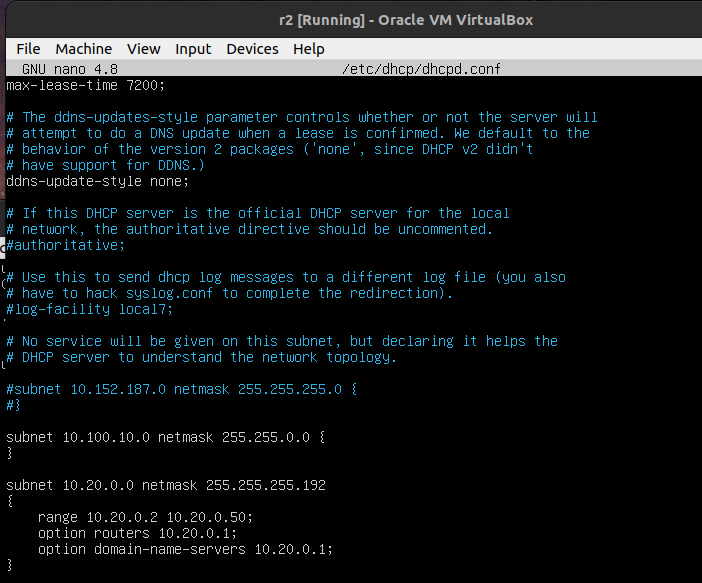 r2 [Running] - Oracle VM VirtualBox
File Machine View Input Devices Help
GNU nano 4.8 /etc/dhcp/dhcpd.conf
max-lease-time 7200;
# The ddns-updates-style parameter controls whether or not the server will
# attempt to do a DNS update when a lease is confirmed. We default to the
# behavior of the version 2 packages ('none', since DHCP v2 didn't
# have support for DDNS.)
ddns-update-style none;
# If this DHCP server is the official DHCP server for the local
# network, the authoritative directive should be uncommented.
#authoritative;
# Use this to send dhcp log messages to a different log file (you also
# have to hack syslog.conf to complete the redirection).
#log-facility local7;
# No service will be given on this subnet, but declaring it helps the
# DHCP server to understand the network topology.
#subnet 10.152.187.0 netmask 255.255.255.0 {
#}
subnet 10.100.10.0 netmask 255.255.0.0 {
}
subnet 10.20.0.0 netmask 255.255.255.192
{
range 10.20.0.2 10.20.0.50;
option routers 10.20.0.1;
option domain-name-servers 10.20.0.1;
}